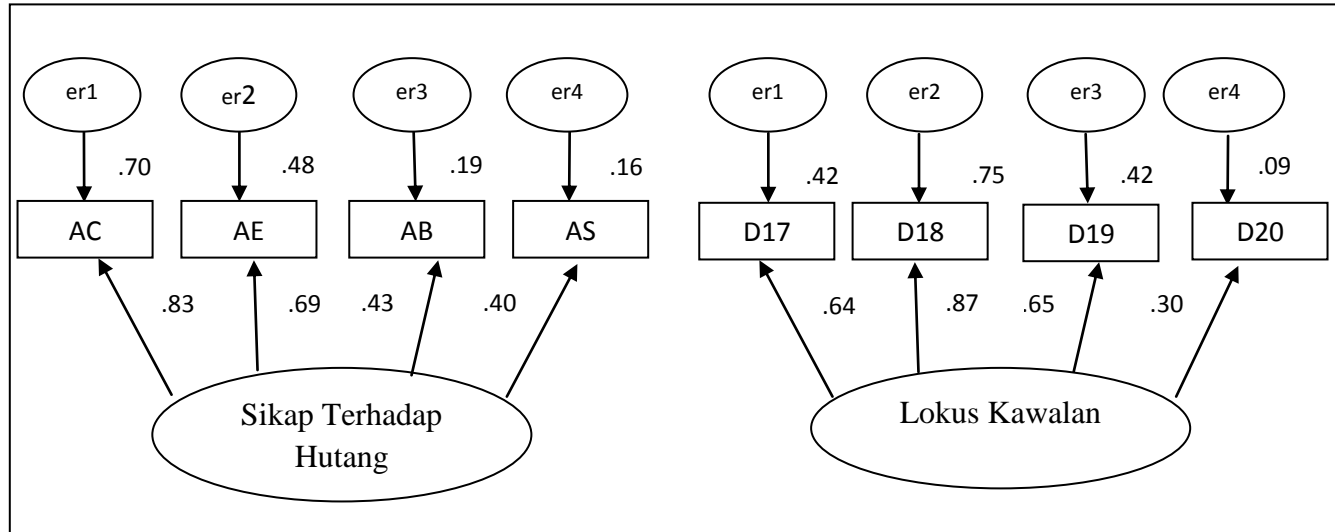 er1 er2 er3 er4 er1 er2 er3 er4
.70 .48 .19 .16 .42 .75 .42 .09
AC AE AB AS D17 D18 D19 D20
.83 .69 .43 .40 .64 .87 .65 .30
Sikap Terhadap
Hutang
Lokus Kawalan